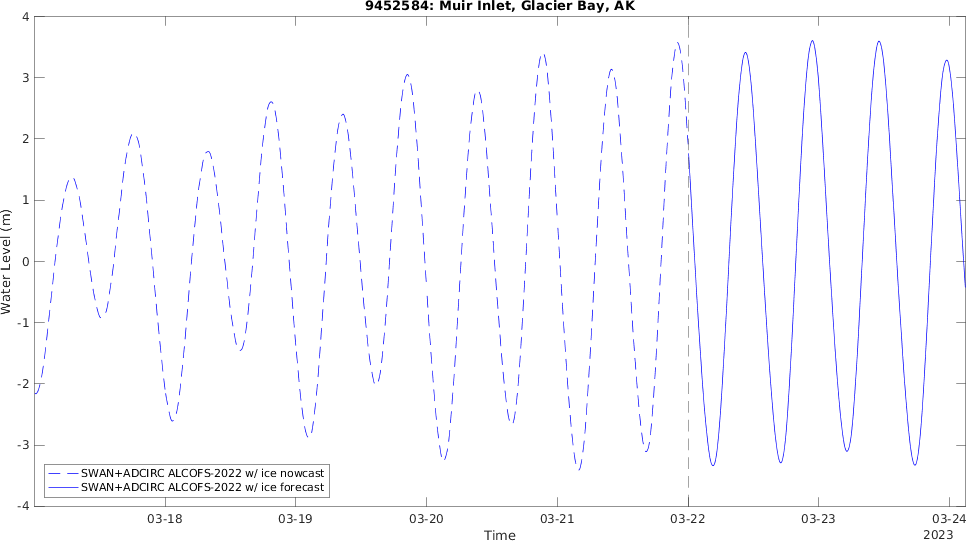 9452584: Muir Inlet, Glacier Bay, AK
4
3
2
1
0
-1
-2
-3
-4
Water Level (m)
SWAN+ADCIRC ALCOFS-2022 w/ ice nowcast
SWAN+ADCIRC ALCOFS-2022 w/ ice forecast
03-18 03-19 03-20 03-21 03-22 03-23 03-24
Time
2023